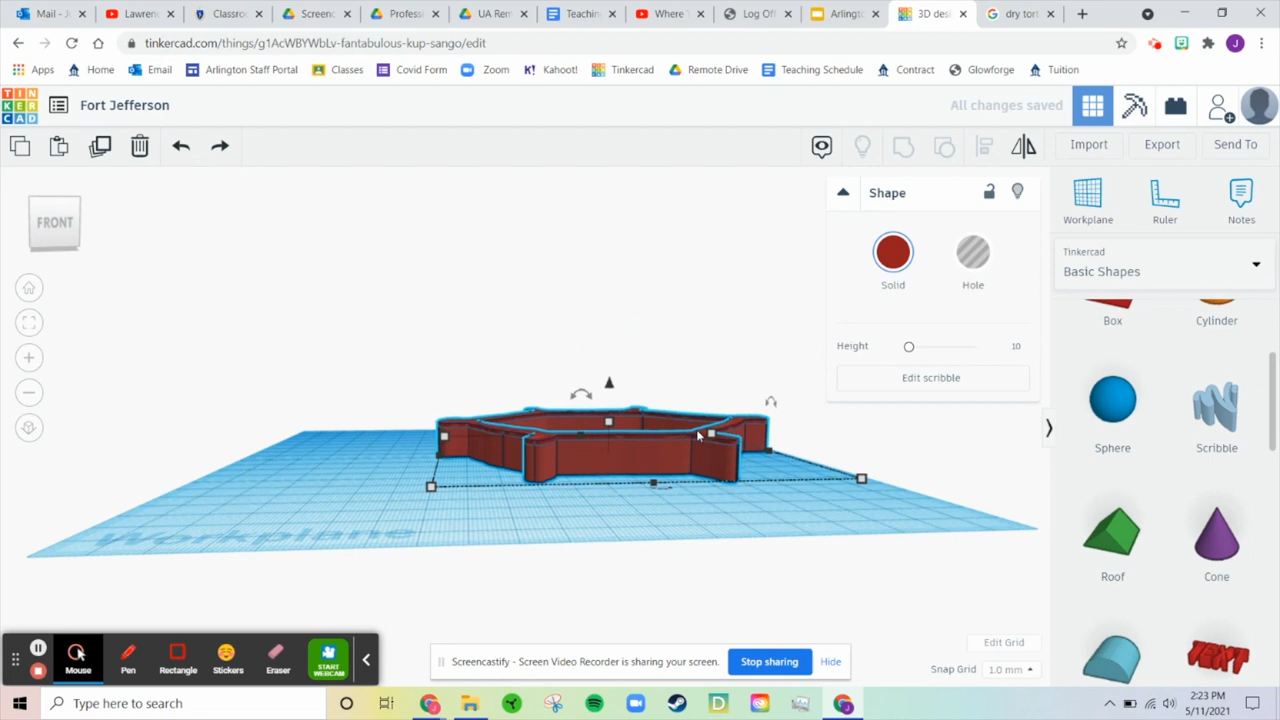 Mail - J
Lawren
Classro
Screenc
Profess
UA Rem
Teachin
Where '
Log Off
Arlingto
3D desi
dry tort
tinkercad.com/things/g1AcWBYWbLv-fantabulous-kup-sango/edit
J
Apps
Home
Email
Arlington Staff Portal
Classes
Covid Form
Zoom
Kahoot!
Tinkercad
Remote Drive
Teaching Schedule
Contract
Glowforge
Tuition
TIN
KER
CAD
Fort Jefferson
All changes saved
Import
Export
Send To
FRONT
Shape
Solid
Hole
Height
10
Edit scribble
Workplane
Ruler
Notes
Tinkercad
Basic Shapes
Box
Cylinder
Sphere
Scribble
Roof
Cone
TEXT
Workplane
Edit Grid
Snap Grid
1.0 mm
Mouse
Pen
Rectangle
Stickers
Eraser
START
WEBCAM
Screencastify - Screen Video Recorder is sharing your screen.
Stop sharing
Hide
Type here to search
D
2:23 PM
5/11/2021